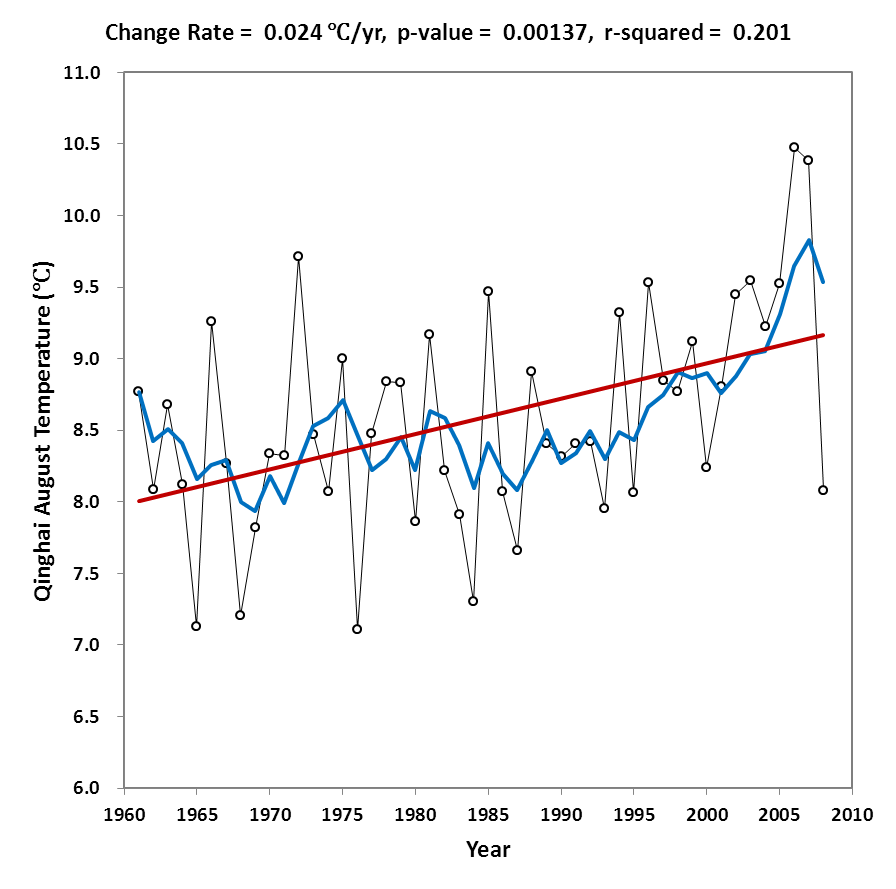 Change Rate = 0.024 °C/yr, p-value = 0.00137, r-squared = 0.201
11.0
10.5
10.0
9.5
9.0
8.5
8.0
7.5
7.0
6.5
6.0
Qinghai August Temperature (°C)
1960 1965 1970 1975 1980 1985 1990 1995 2000 2005 2010
Year